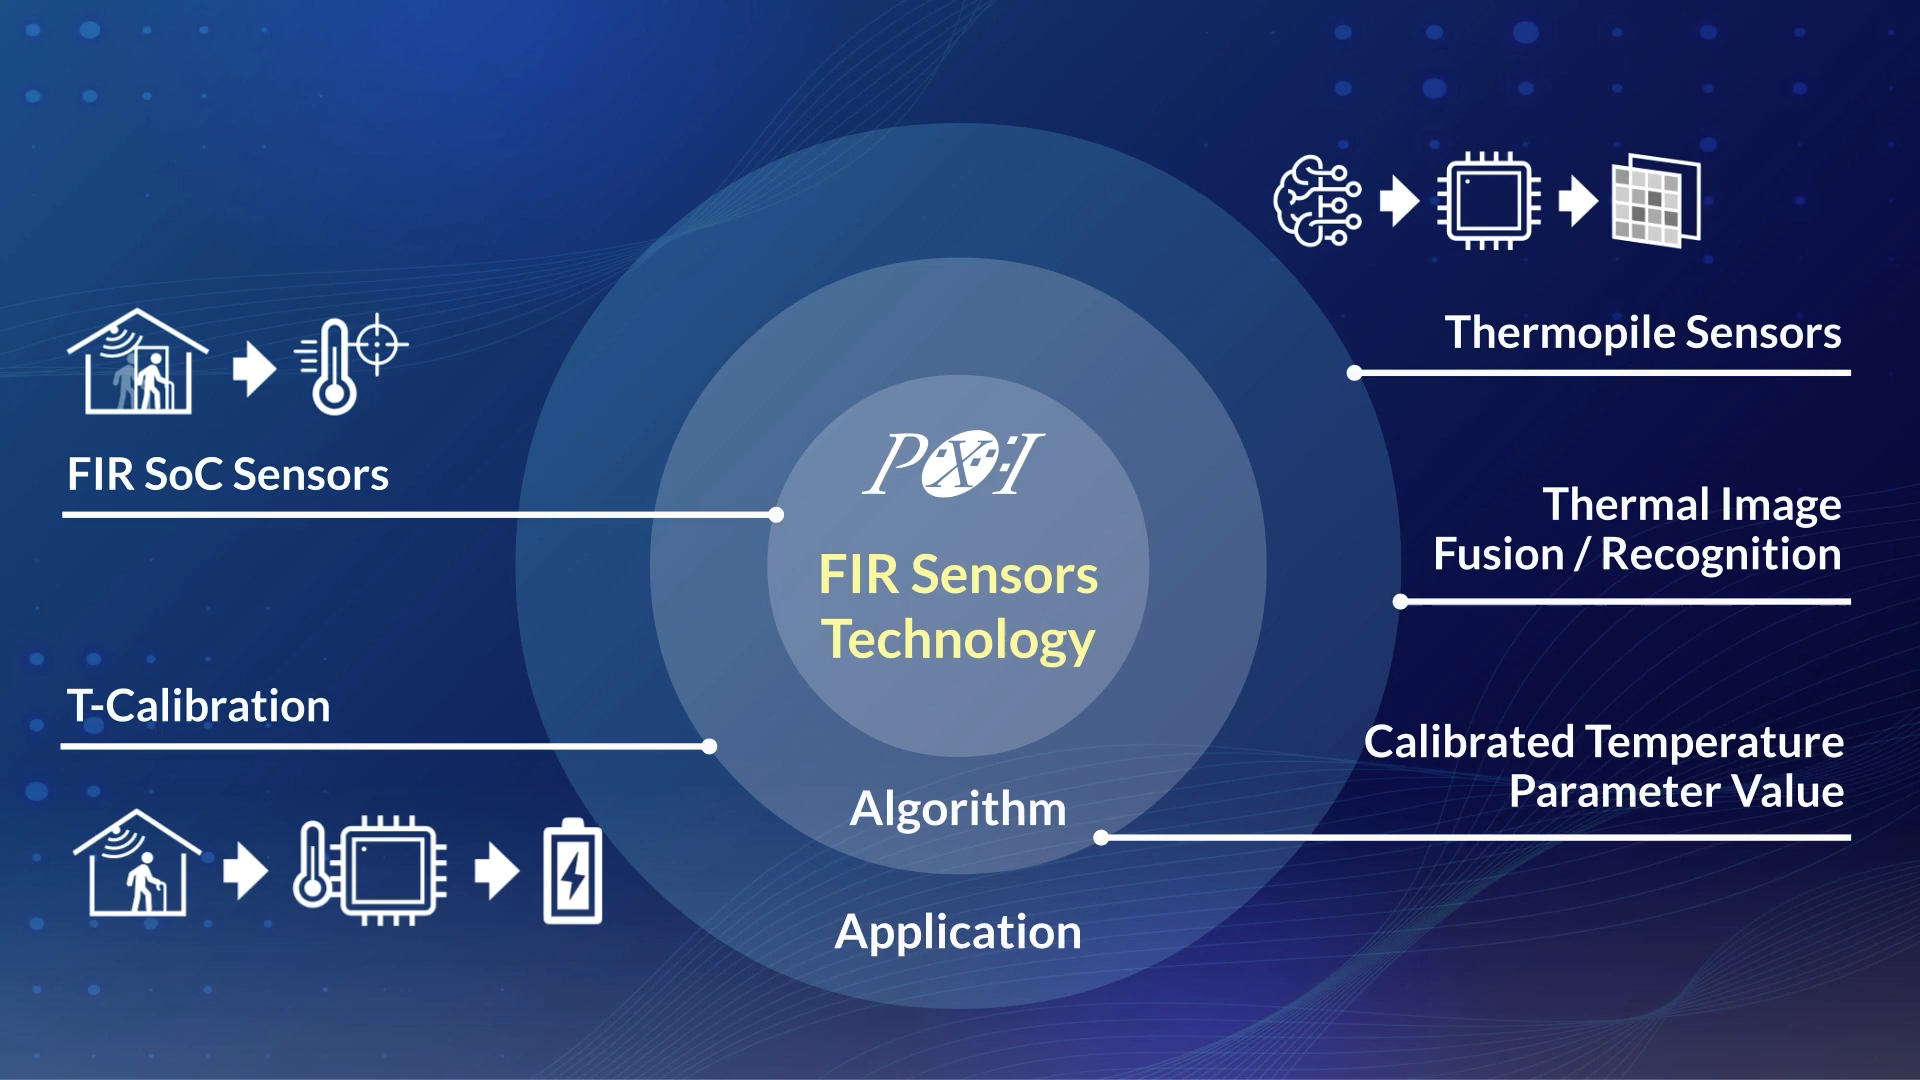 Thermopile Sensors
FIR SoC Sensors
PXI
Thermal Image
Fusion / Recognition
FIR Sensors
Technology
T-Calibration
Calibrated Temperature
Parameter Value
Algorithm
Application